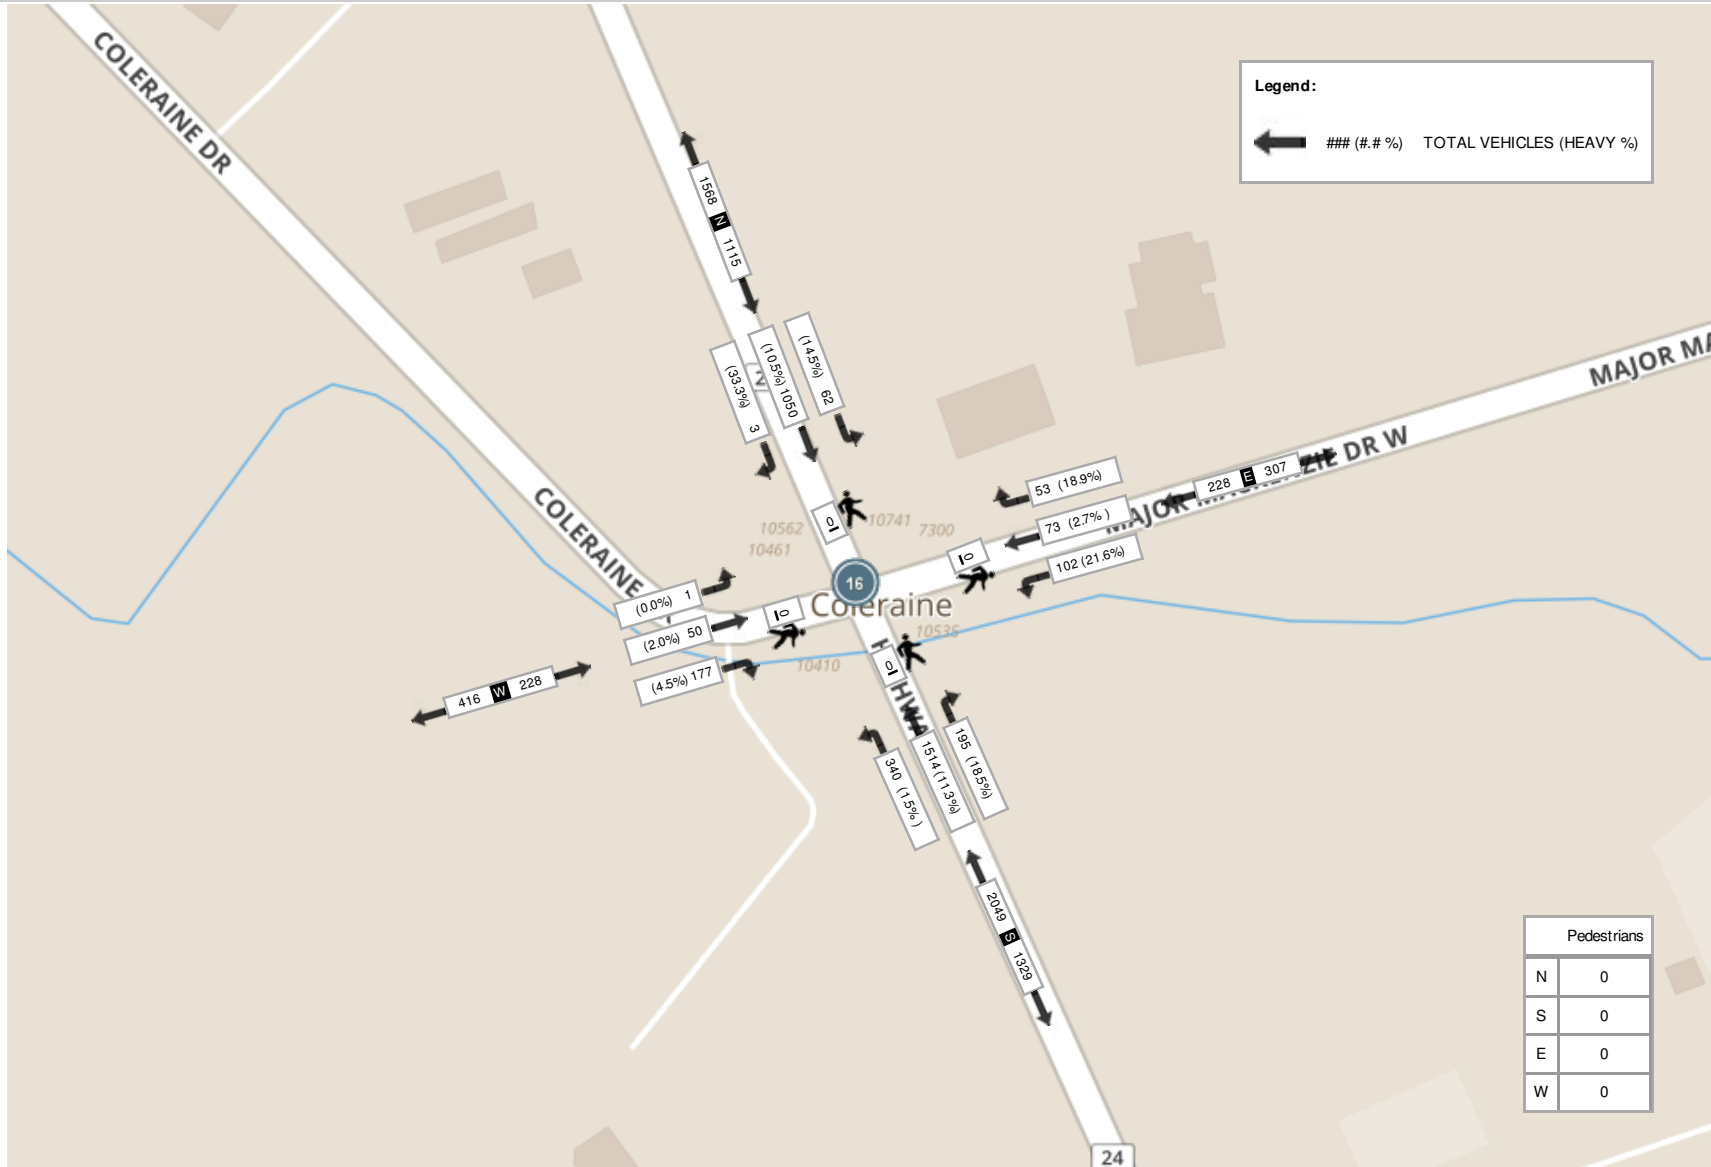 COLERAINE DR
Legend:
### (#.# %) TOTAL VEHICLES (HEAVY %)
1568 N 1115
(33.3%) 3
(10.5%) 1050
(14.5%) 62
2
MAJOR MA
DR W
228 E 307
53 (18.9%)
73 (2.7% )
MAJOR
102 (21.6%)
COLERAINE
10562
10741
7300
10461
0
0
16
(0.0%) 1
0
Coleraine
(2.0%) 50
10535
0
10410
(4.5%) 177
416 W 228
340 (1.5% )
1514 (11.3%)
195 (18.5%)
2049 S 1329
Pedestrians
N 0
S 0
E 0
W 0
24